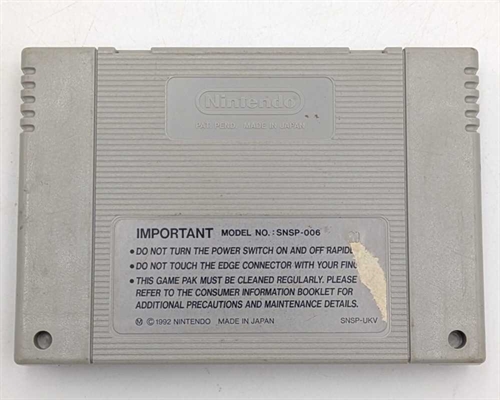 Nintendo
PAT. PEND. MADE IN JAPAN
IMPORTANT MODEL NO.:SNSP-006
• DO NOT TURN THE POWER SWITCH ON AND OFF RAPID
• DO NOT TOUCH THE EDGE CONNECTOR WITH YOUR FING
• THIS GAME PAK MUST BE CLEANED REGULARLY. PLEASE
REFER TO THE CONSUMER INFORMATION BOOKLET FOR
ADDITIONAL PRECAUTIONS AND MAINTENANCE DETAILS.
Ⓜ ©1992 NINTENDO MADE IN JAPAN SNSP-UKV